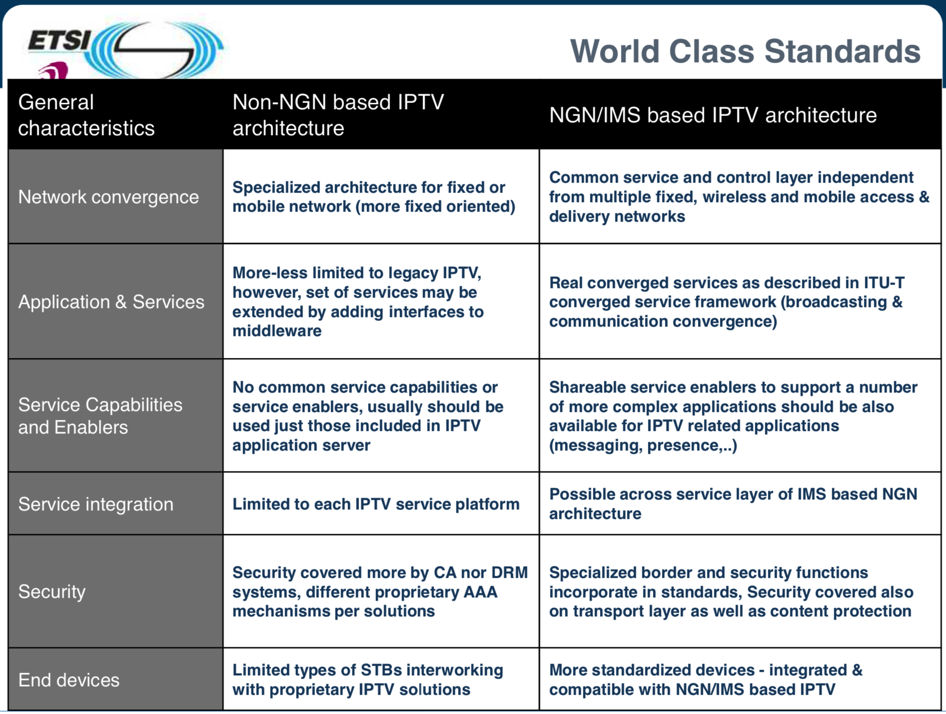 ETSI
World Class Standards
General
characteristics
Non-NGN based IPTV
architecture
NGN/IMS based IPTV architecture
Network convergence
Specialized architecture for fixed or
mobile network (more fixed oriented)
Common service and control layer independent
from multiple fixed, wireless and mobile access &
delivery networks
Application & Services
More-less limited to legacy IPTV,
however, set of services may be
extended by adding interfaces to
middleware
Real converged services as described in ITU-T
converged service framework (broadcasting &
communication convergence)
Service Capabilities
and Enablers
No common service capabilities or
service enablers, usually should be
used just those included in IPTV
application server
Shareable service enablers to support a number
of more complex applications should be also
available for IPTV related applications
(messaging, presence,..)
Service integration
Limited to each IPTV service platform
Possible across service layer of IMS based NGN
architecture
Security
Security covered more by CA nor DRM
systems, different proprietary AAA
mechanisms per solutions
Specialized border and security functions
incorporate in standards, Security covered also
on transport layer as well as content protection
End devices
Limited types of STBs interworking
with proprietary IPTV solutions
More standardized devices - integrated &
compatible with NGN/IMS based IPTV